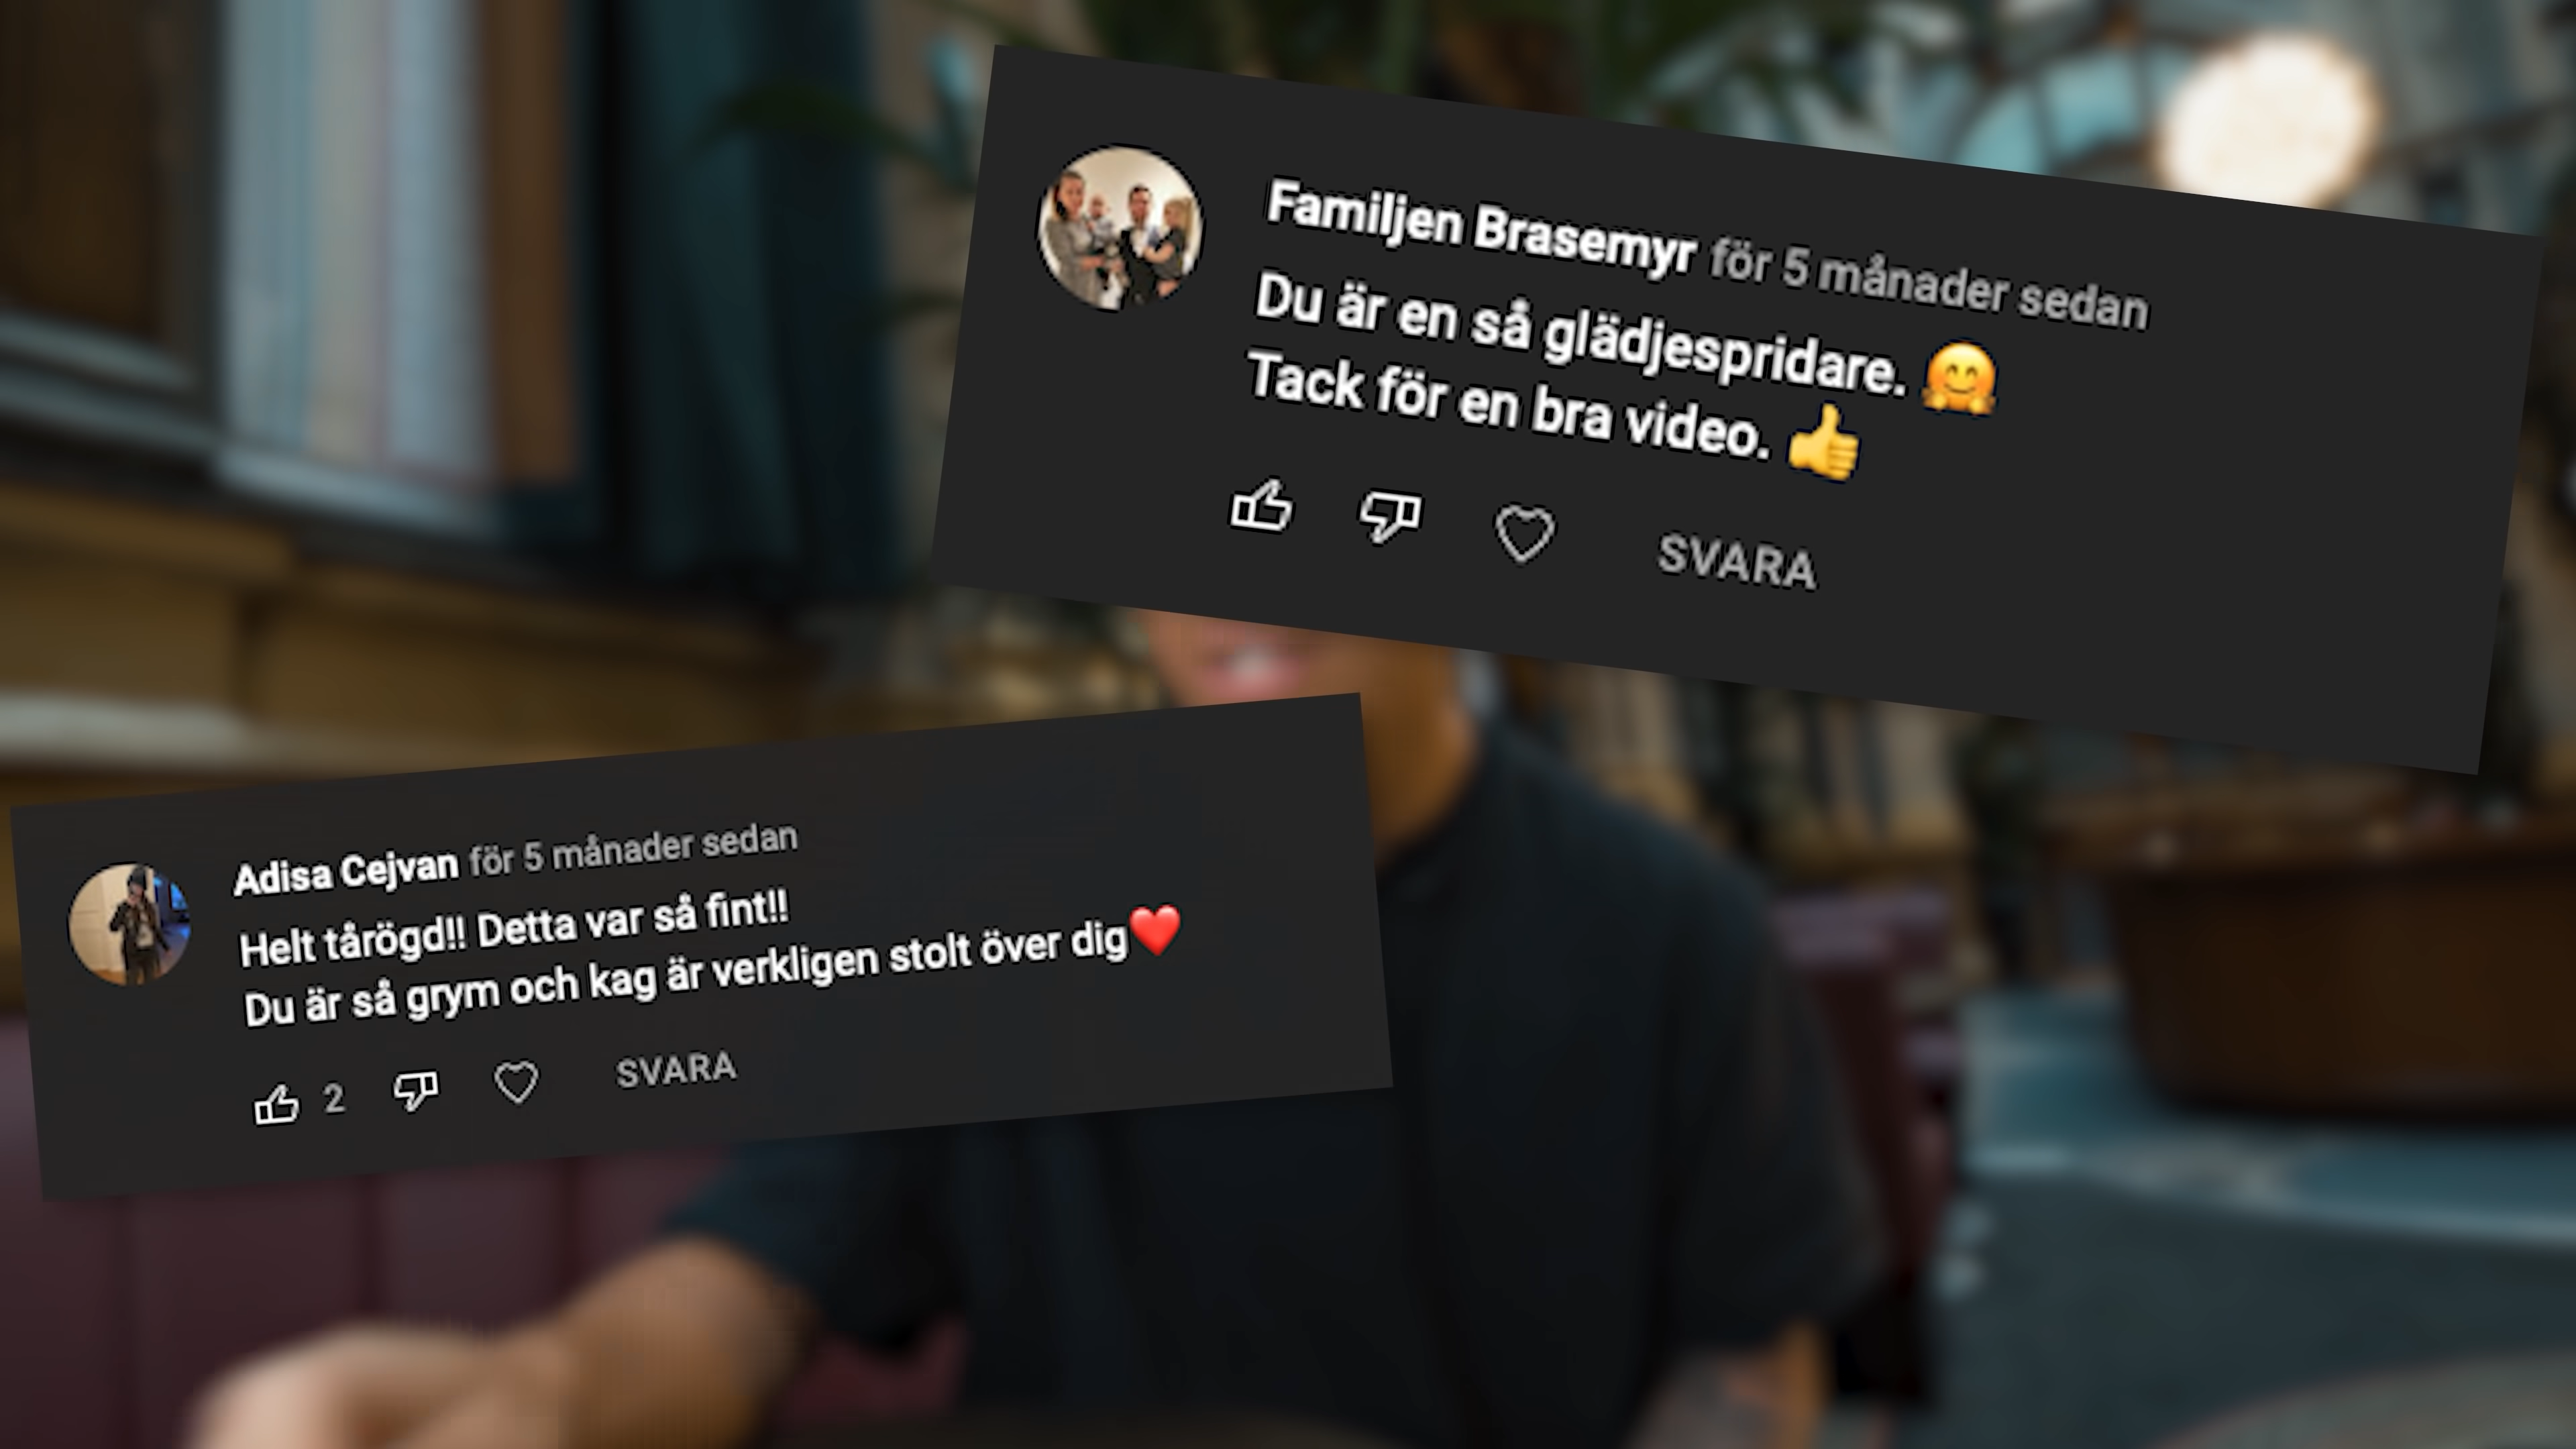 Familjen Brasemyr för 5 månader sedan
Du är en så glädjespridare. 🤗
Tack för en bra video. 👍
SVARA
Adisa Cejvan för 5 månader sedan
Helt tårögd!! Detta var så fint!!
Du är så grym och kag är verkligen stolt över dig❤️
2 SVARA